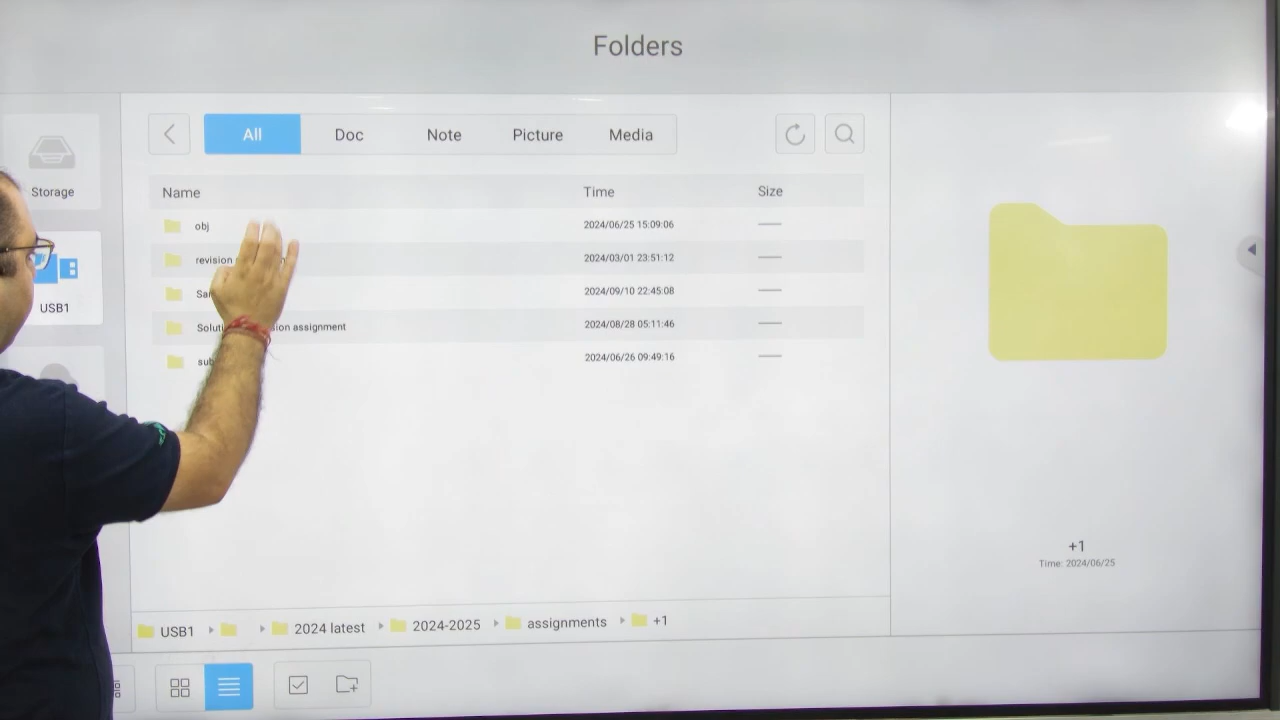 Folders
Storage
USB1
All Doc Note Picture Media
Name Time Size
obj 2024/06/25 15:09:06
revision 2024/03/01 23:51:12
2024/09/10 22:45:08
assignment 2024/08/28 05:11:46
2024/06/26 09:49:16
+1
Time: 2024/06/25
USB1 2024 latest 2024-2025 assignments +1